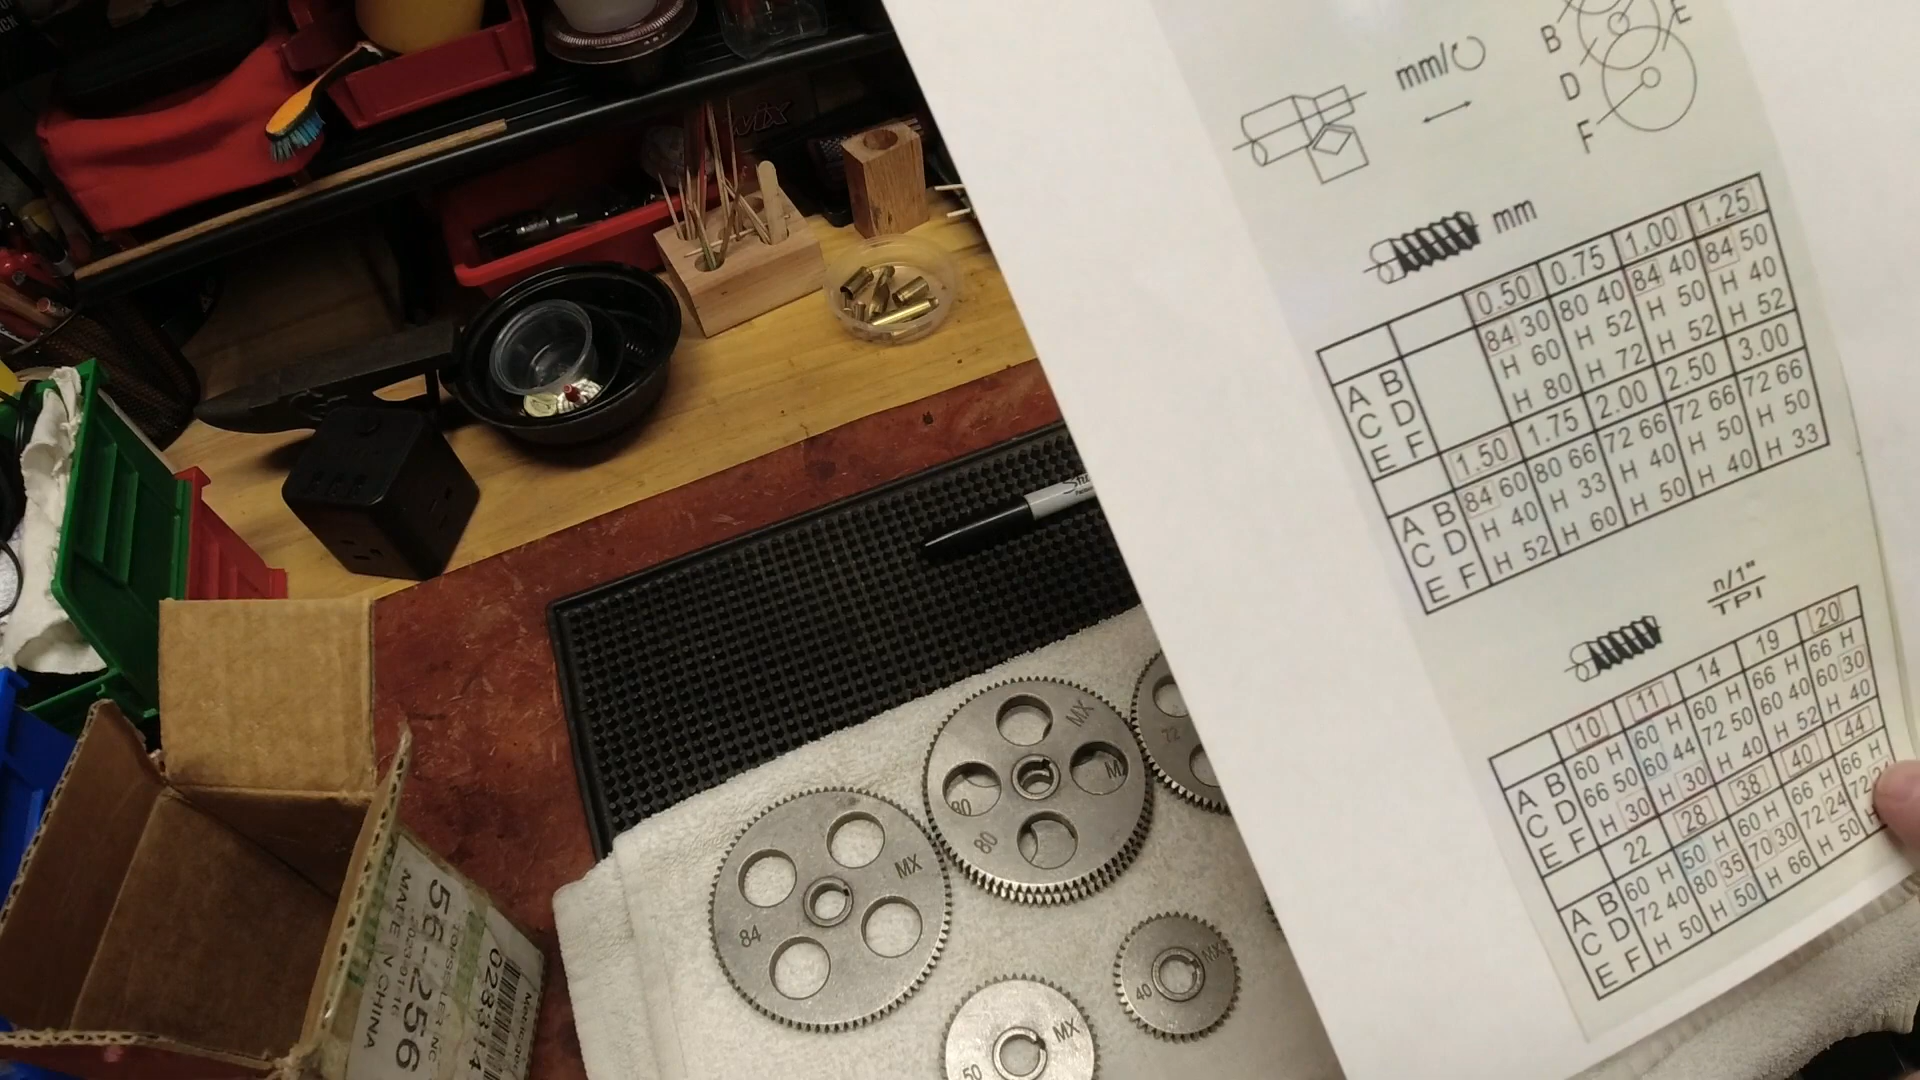 E
B
D
F
mm/
mm
0.50 0.75 1.00 1.25
A B 84 30 80 40 84 40 84 50
C D H 60 H 52 H 50 H 40
E F H 80 H 72 H 52 H 52
1.50 1.75 2.00 2.50 3.00
A B 84 60 80 66 72 66 72 66 72 66
C D H 40 H 33 H 40 H 50 H 50
E F H 52 H 60 H 50 H 40 H 33
n/1"
TPI
10 11 14 19 20
A B 60 H 60 H 60 H 66 H 66 H
C D 66 50 60 44 72 50 60 40 60 30
E F H 30 H 30 H 40 H 52 H 40
22 28 38 40 44
A B 60 H 50 H 60 H 66 H 66 H
C D 72 40 80 35 70 30 72 24 72
E F H 50 H 50 H 66 H 50 H
MX
84
MX
80
80
72
MX
40
MX
50
56-2256
MADE IN CHINA